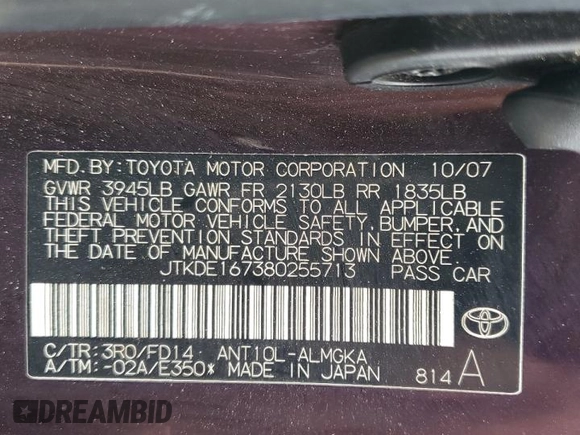 MFD. BY: TOYOTA MOTOR CORPORATION 10/07
GVWR 3945LB GAWR FR 2130LB RR 1835LB
THIS VEHICLE CONFORMS TO ALL APPLICABLE
FEDERAL MOTOR VEHICLE SAFETY, BUMPER, AND
THEFT PREVENTION STANDARDS IN EFFECT ON
THE DATE OF MANUFACTURE SHOWN ABOVE.
JTKDE167380255713 PASS CAR
TOYOTA
C/TR: 3R0/FD14 ANT10L-ALMGKA
A/TM: -02A/E350* MADE IN JAPAN 814 A
DREAMBID